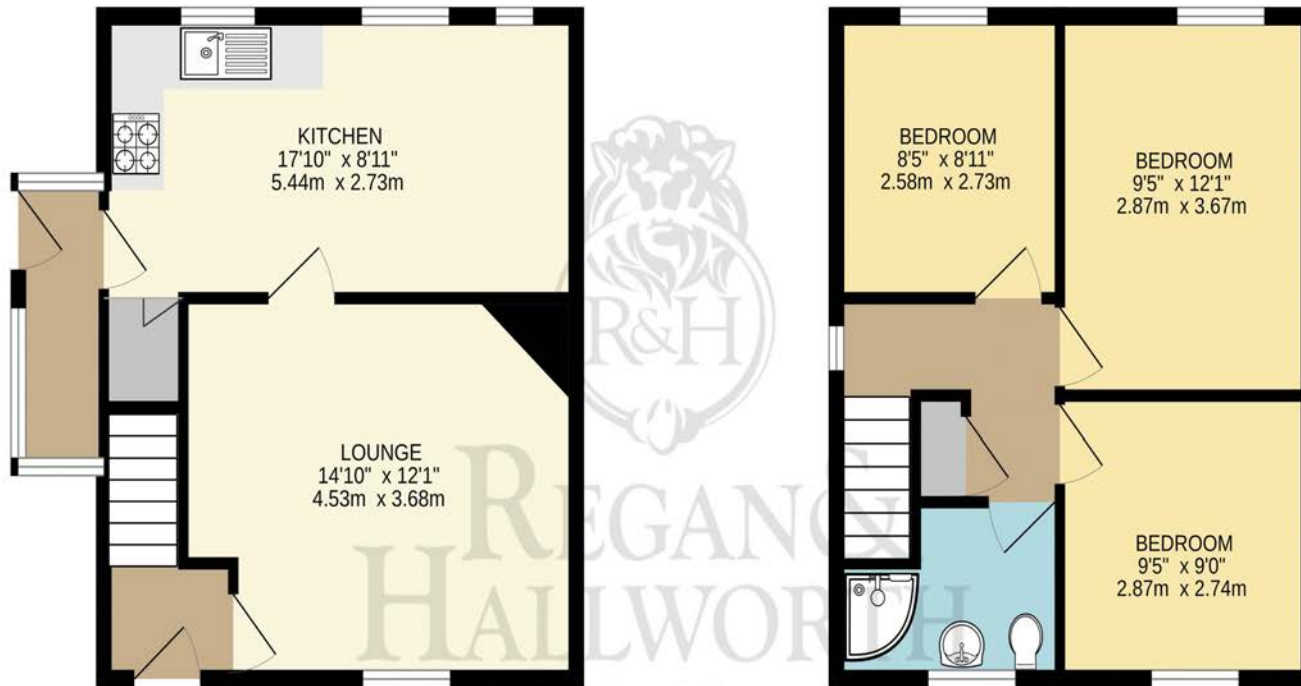 KITCHEN
17'10" x 8'11"
5.44m x 2.73m
LOUNGE
14'10" x 12'1"
4.53m x 3.68m
BEDROOM
8'5" x 8'11"
2.58m x 2.73m
BEDROOM
9'5" x 12'1"
2.87m x 3.67m
BEDROOM
9'5" x 9'0"
2.87m x 2.74m
R&H
REGAN &
HALLWORTH